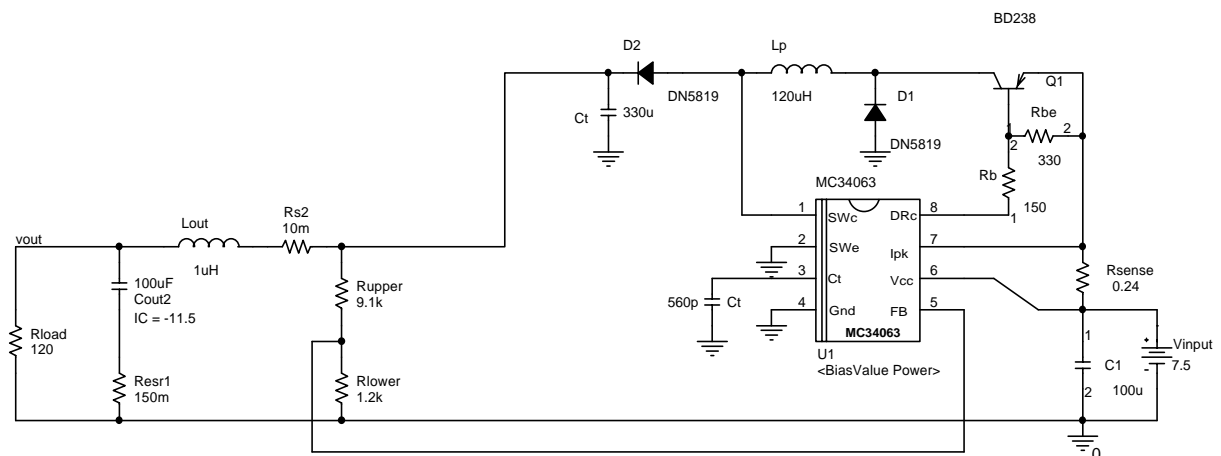 BD238
D2
Lp
Q1
DN5819
120uH
D1
Rbe
Ct
330u
1
2
2
330
DN5819
Rb
MC34063
150
1
1
SWc
DRc
8
Lout
Rs2
10m
vout
2
SWe
Ipk
7
1uH
3
Ct
Vcc
6
Rsense
0.24
100uF
Cout2
IC = -11.5
Rupper
9.1k
560p
Ct
4
Gnd
FB
5
MC34063
1
Vinput
7.5
Rload
120
U1
<BiasValue Power>
C1
100u
2
Resr1
150m
Rlower
1.2k
0